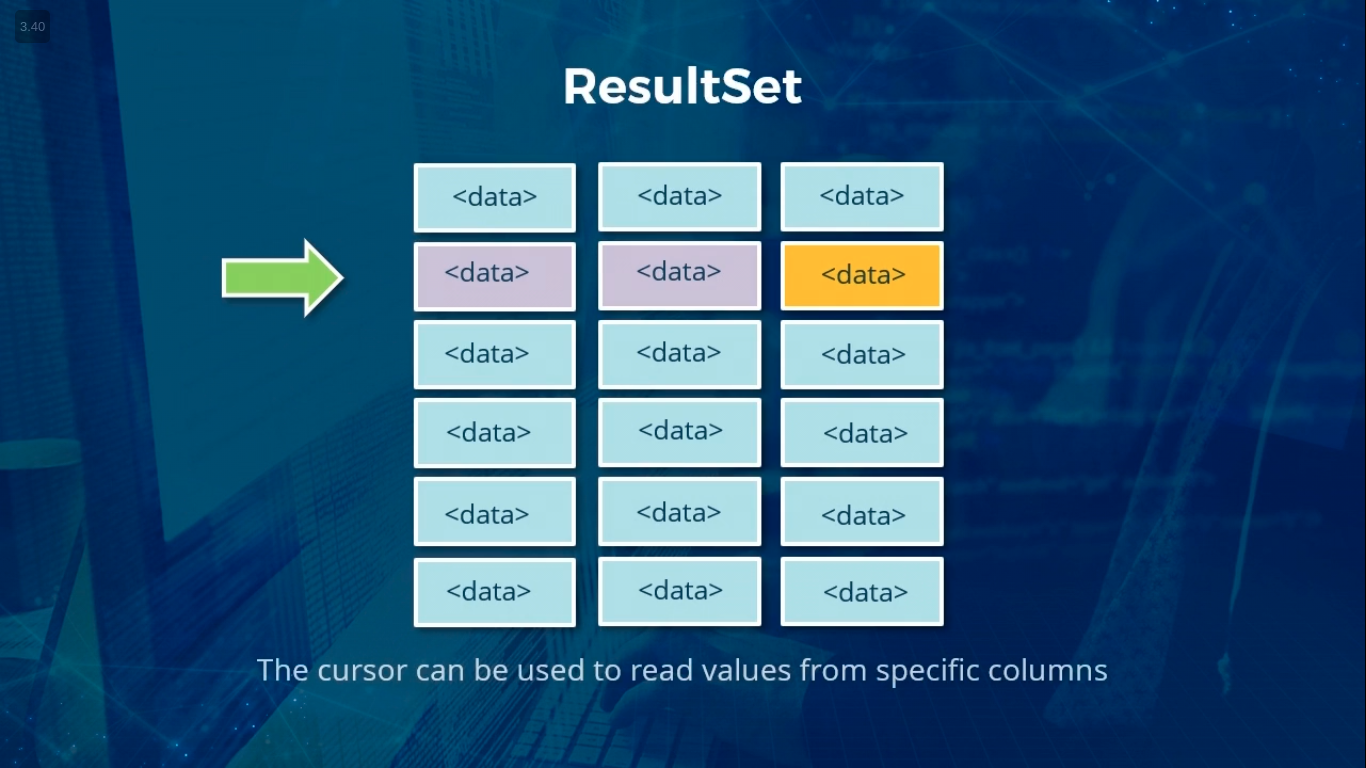 3.40
ResultSet
<data> <data> <data>
<data> <data> <data>
<data> <data> <data>
<data> <data> <data>
<data> <data> <data>
<data> <data> <data>
The cursor can be used to read values from specific columns